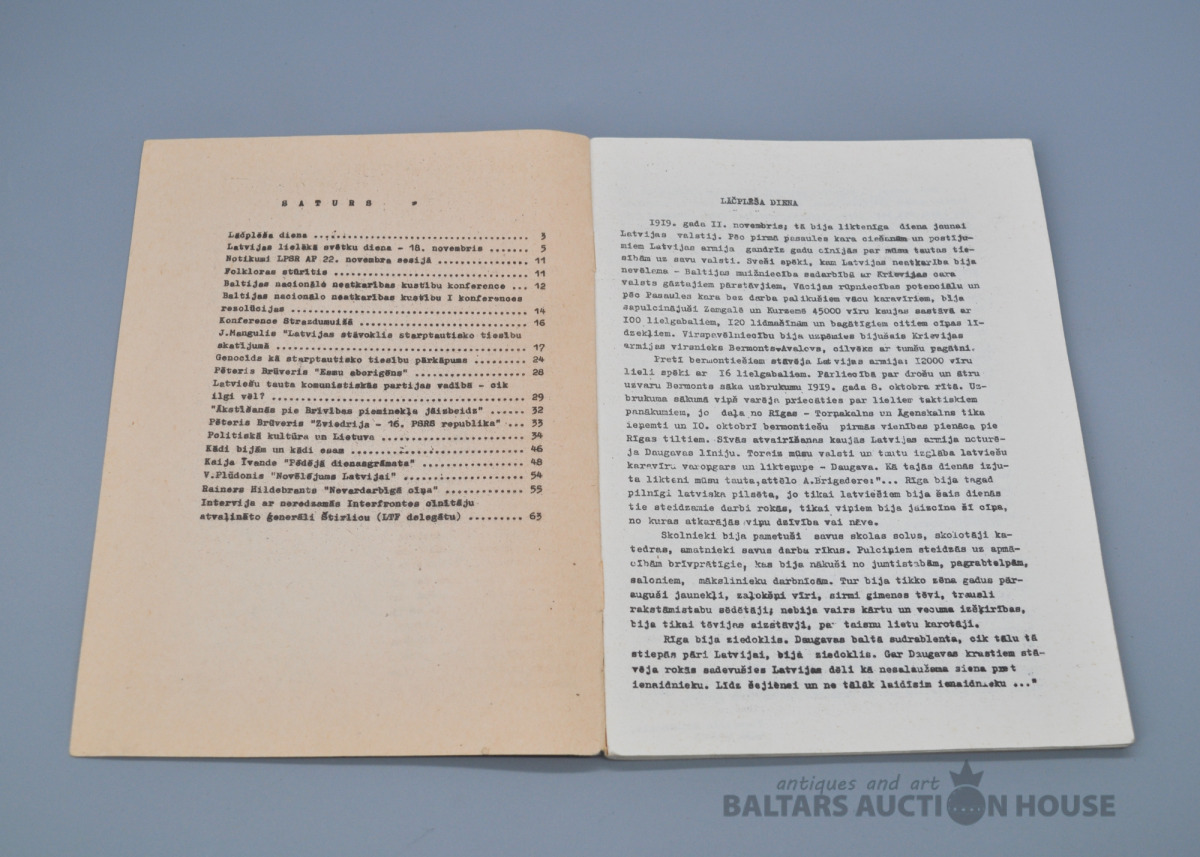 SATURS
Lāčplēša diena ................................ 3
Latvijas lielākā svētku diena - 18. novembris ....... 5
Notikumi LPSR AP 22. novembra sesijā ............... 11
Folkloras stūrītis ................................ 11
Baltijas nacionālo neatkarības kustību konference ... 12
Baltijas nacionālo neatkarības kustību I konferences
rezolūcijas ....................................... 14
Konference Strazdumuižā ........................... 16
J.Mangulis "Latvijas stāvoklis starptautisko tiesību
skatījumā ......................................... 17
Genocīds kā starptautisko tiesību pārkāpums ........ 24
Pēteris Brūveris "Esmu aborigēns" ................. 28
Latviešu tauta komunistiskās partijas vadībā - cik
ilgi vēl? ......................................... 29
"Ākstīšanās pie Brīvības pieminekļa jāizbeidz" ...... 32
Pēteris Brūveris "Zviedrija - 16. PSRS republika" ... 33
Politiskā kultūra un Lietuva ...................... 34
Kādi bijām un kādi esam ........................... 46
Kaija Īvande "Pēdējā dienasgrāmata" ................ 48
V.Plūdonis "Novēlējums Latvijai" ................... 54
Rainers Hildebrants "Nevardarbīgā cīņa" ............. 55
Intervija ar neredzamās Interfrontes cīnītāju
atvaļināto ģenerāli Štirlicu (LTF delegātu) ......... 63
LĀČPLĒŠA DIENA
1919. gada II. novembris; tā bija liktenīga diena jaunai
Latvijas valstij. Pēc pirmā pasaules kara ciešanām un postīju-
miem Latvijas armija gandrīz gadu cīnījās par mūsu tautas tie-
sībām uz savu valsti. Sveši spēki, kam Latvijas neatkarība bija
nevēlama - Baltijas muižniecība sadarbībā ar Krievijas cara
valsts gāztajiem pārstāvjiem, Vācijas rūpniecības potenciālu un
pēc Pasaules kara bez darba palikušiem vācu karavīriem, bija
sapulcinājuši Zemgalē un Kurzemē 45000 vīru kaujas sastāvā ar
I00 lielgabaliem, I20 lidmašīnām un bagātīgiem citiem cīņas lī-
dzekļiem. Virspavēlniecību bija uzņēmies bijušais Krievijas
armijas virsnieks Bermonts-Avalovs, cilvēks ar tumšu pagātni.
Pretī bermontiešiem stāvēja Latvijas armija: I2000 vīru
lieli spēki ar 16 lielgabaliem. Pārliecībā par drošu un ātru
uzvaru Bermonts sāka uzbrukumu 1919. gada 8. oktobra rītā. Uz-
brukuma sākumā viņš varēja priecāties par lieliem taktiskiem
panākumiem, jo daļa no Rīgas - Torņakalns un Āgenskalns tika
ieņemti un IO. oktobrī bermontiešu pirmās vienības pienāca pie
Rīgas tiltiem. Sīvās atvairīšanas kaujās Latvijas armija noturē-
ja Daugavas līniju. Toreiz mūsu valsti un tautu izglāba latviešu
karavīru varoņgars un liktepupe - Daugava. Kā tajās dienās izju-
ta likteni mūsu tauta,attēlo A.Brigadere:"... Rīga bija tagad
pilnīgi latviska pilsēta, jo tikai latviešiem bija šais dienās
tie steidzamie darbi rokās, tikai viņiem bija jāizcīna šī cīņa,
no kuras atkarājās viņu dzīvība vai nāve.
Skolnieki bija pametuši savus skolas solus, skolotāji ka-
tedras, amatnieki savus darba rīkus. Pulciņiem steidzās uz apmā-
cībām brīvprātīgie, kas bija nākuši no jumtistabām, pagrabtelpām,
saloniem, mākslinieku darbnīcām. Tur bija tikko zēna gadus pār-
auguši jaunekļi, zaļokšņi vīri, sirmi ģimenes tēvi, trausli
rakstāmistabu sēdētāji; nebija vairs kārtu un vecuma izšķirības,
bija tikai tēvijas aizstāvji, par taisnu lietu karotāji.
Rīga bija ziedoklis. Daugavas baltā sudrablenta, cik tālu tā
stiepās pāri Latvijai, bija ziedoklis. Gar Daugavas krastiem stā-
vēja rokās sadevušies Latvijas dēli kā nesalaužama siena pret
ienaidnieku. Līdz šejienei un ne tālāk laidīsim ienaidnieku ..."
antiques and art
BALTARS AUCTION HOUSE